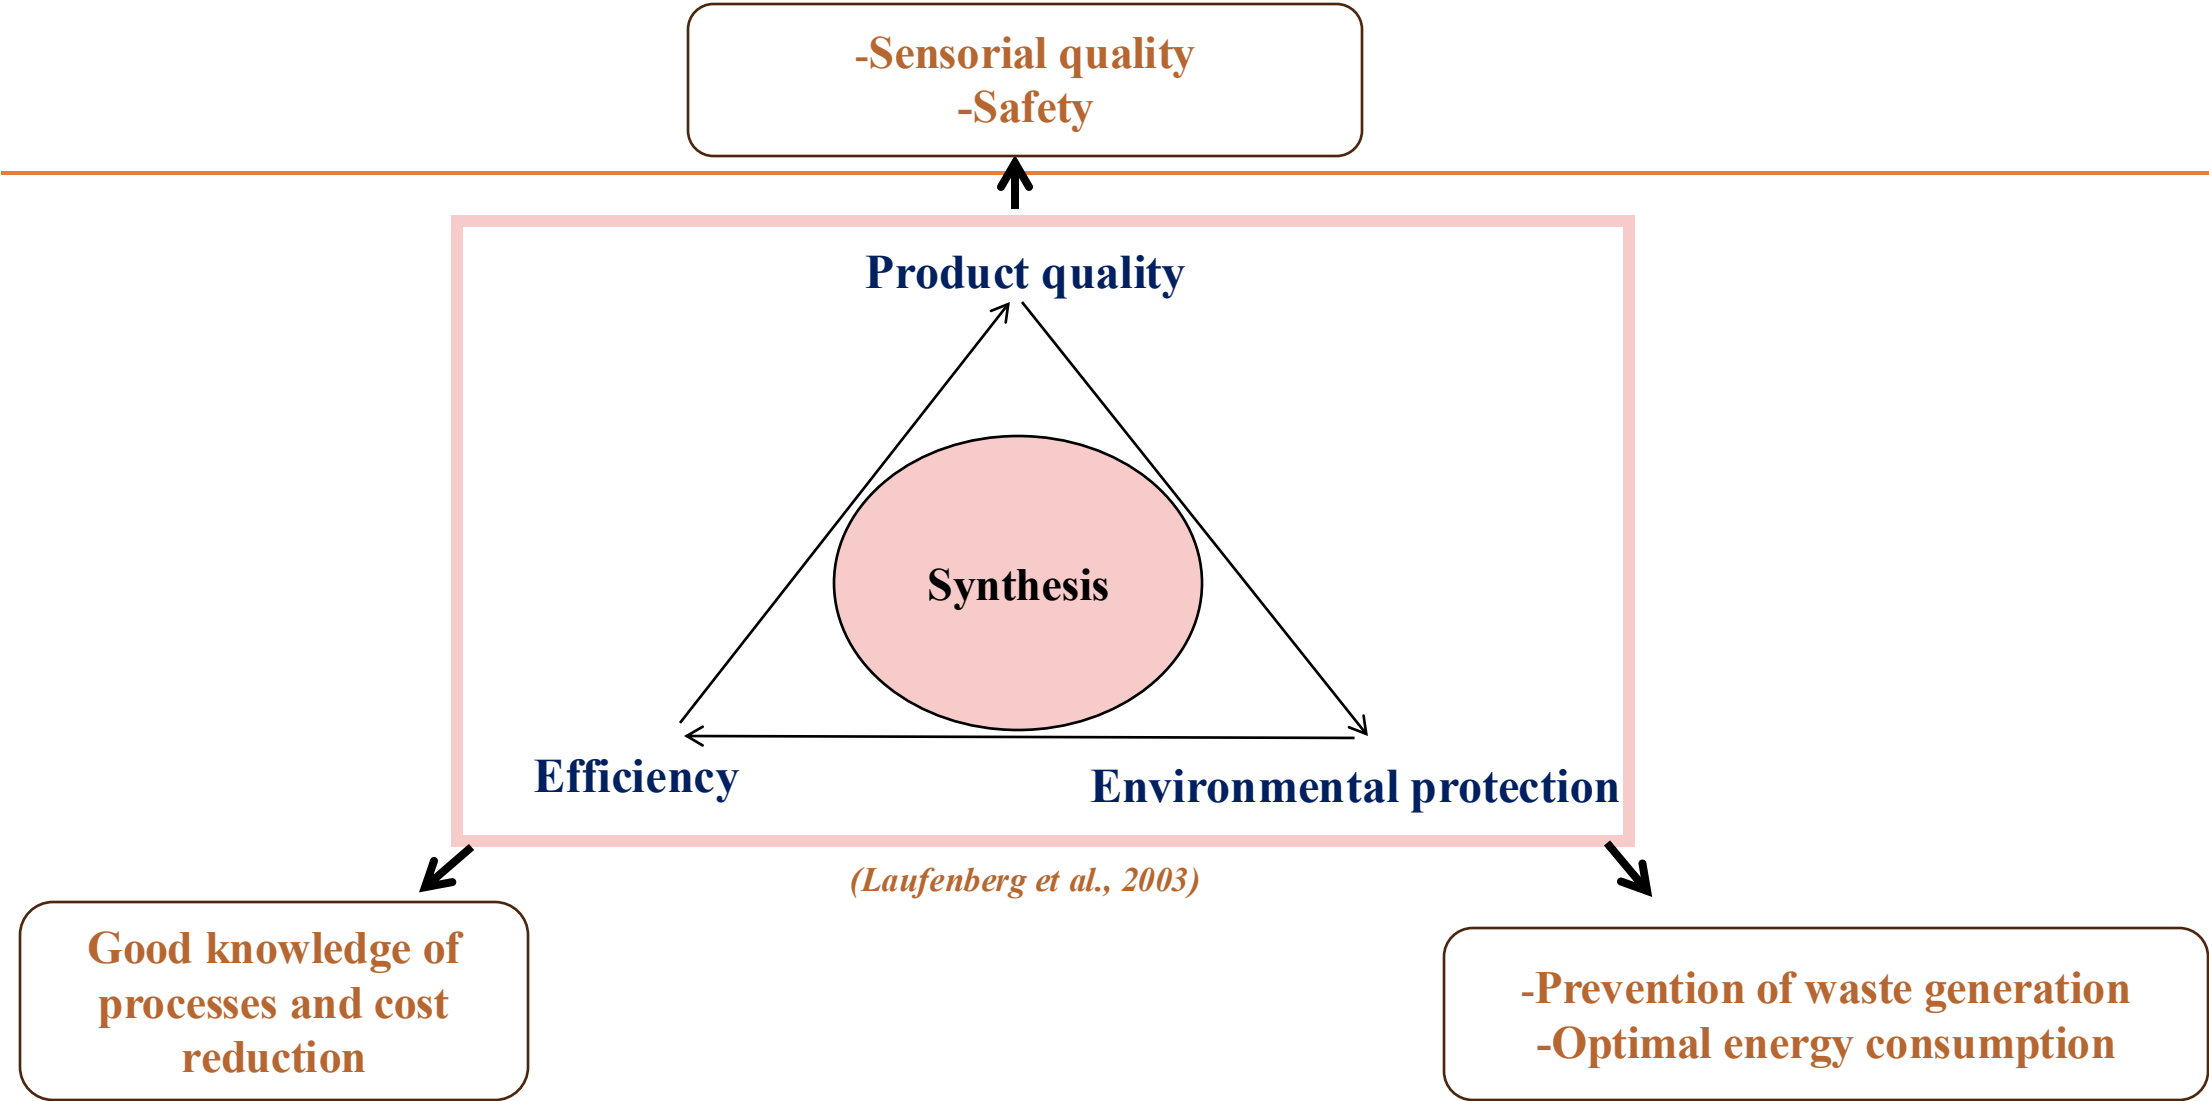 -Sensorial quality
-Safety
Product quality
Synthesis
Efficiency
Environmental protection
(Laufenberg et al., 2003)
Good knowledge of
processes and cost
reduction
-Prevention of waste generation
-Optimal energy consumption